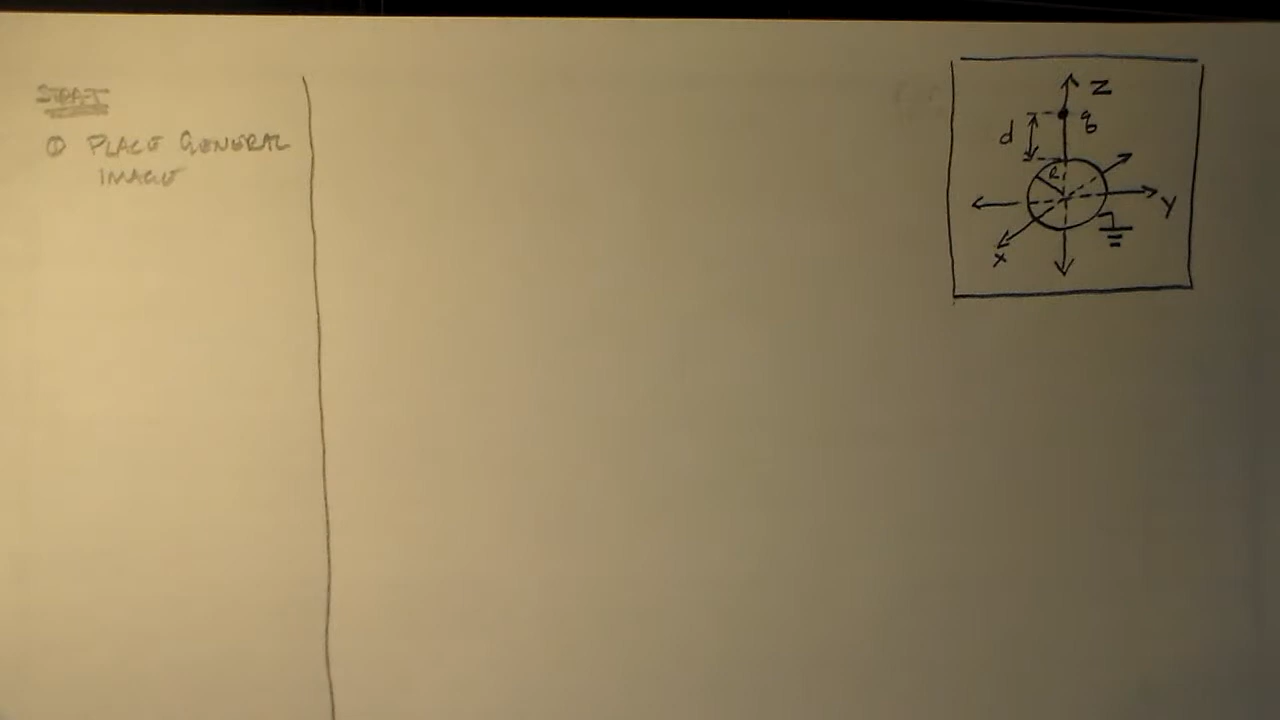 STRAT
① PLACE GENERAL
IMAGE
Z
d
q
R
Y
X